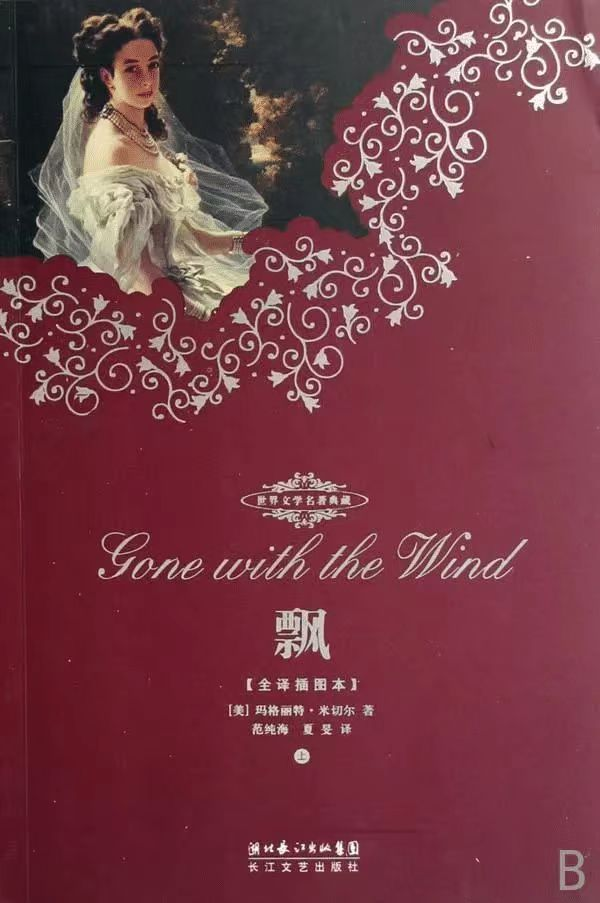 世界文学名著典藏
Gone with the Wind
飘
【全译插图本】
[美]玛格丽特·米切尔 著
范纯海 夏旻 译
上
湖北长江出版集团
长江文艺出版社
B